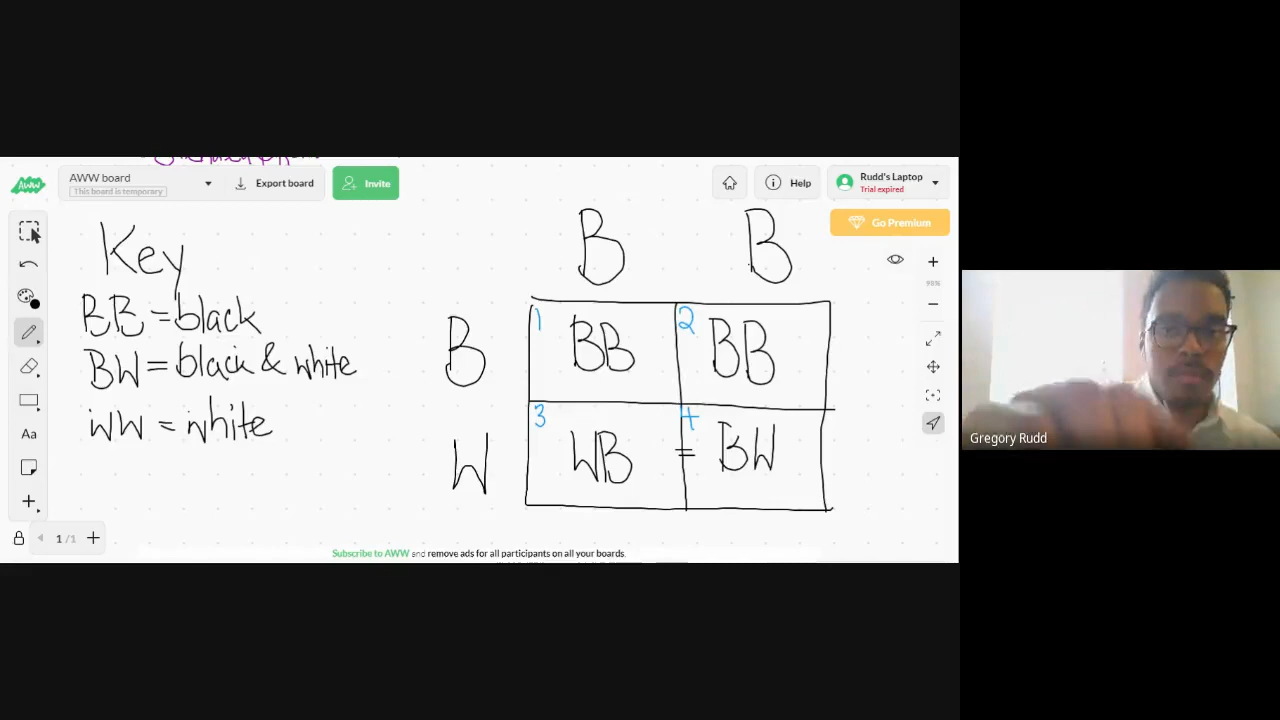 AWW
AWW board
This board is temporary
Export board
Invite
Help
Rudd's Laptop
Trial expired
Go Premium
Key
BB = black
BW = black & white
WW = white
B B
B 1 BB 2 BB
W 3 WB = 4 BW
Aa
1 / 1
Subscribe to AWW and remove ads for all participants on all your boards.
Gregory Rudd